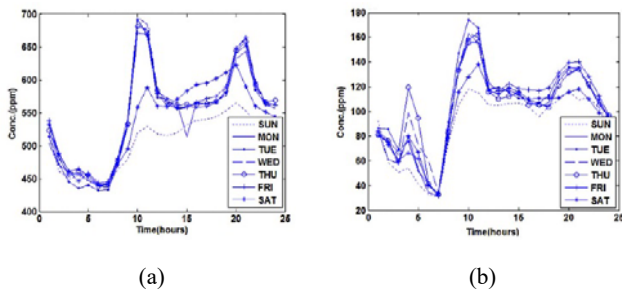 700
650
600
550
500
450
400
0
5
10
15
20
25
Conc.(ppm)
Time(hours)
SUN
MON
TUE
WED
THU
FRI
SAT
(a)
180
160
140
120
100
80
60
40
20
0
5
10
15
20
25
Conc.(ppm)
Time(hours)
SUN
MON
TUE
WED
THU
FRI
SAT
(b)